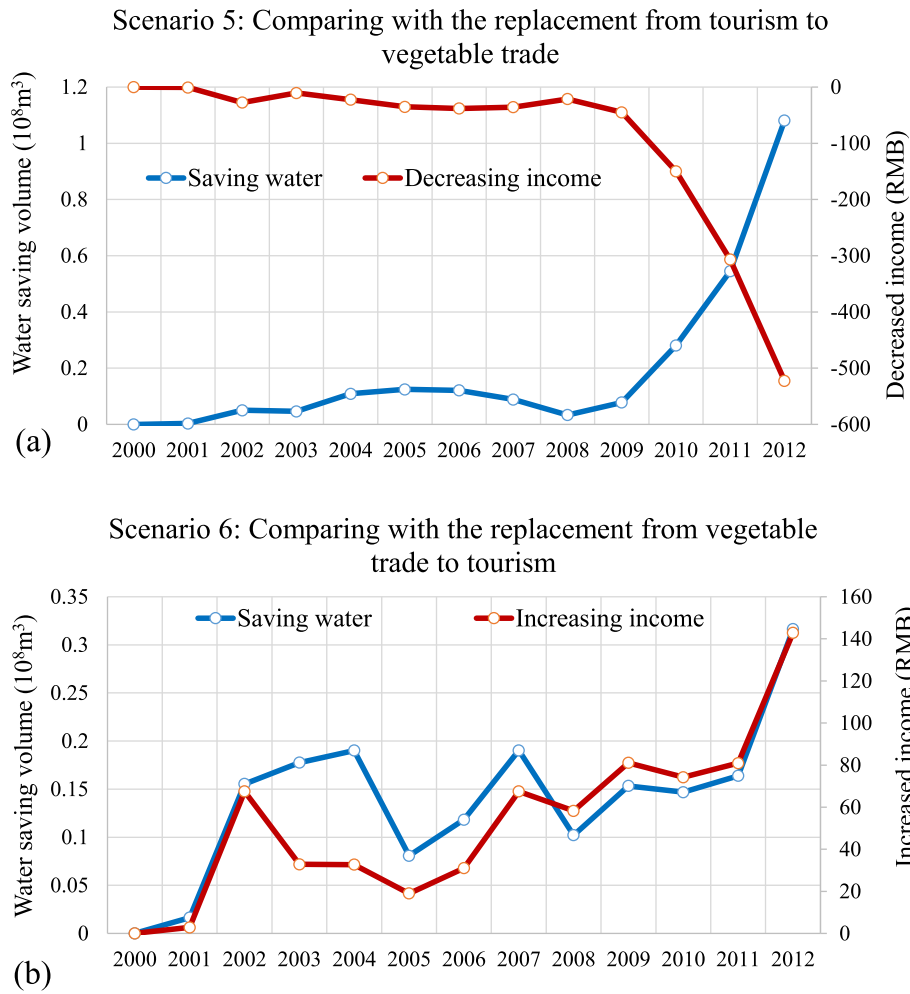 Scenario 5: Comparing with the replacement from tourism to
vegetable trade
Water saving volume (10⁸m³)
1.2
1
0.8
0.6
0.4
0.2
0
Saving water
Decreasing income
0
-100
-200
-300
-400
-500
-600
Decreased income (RMB)
2000 2001 2002 2003 2004 2005 2006 2007 2008 2009 2010 2011 2012
(a)
Scenario 6: Comparing with the replacement from vegetable
trade to tourism
Water saving volume (10⁸m³)
0.35
0.3
0.25
0.2
0.15
0.1
0.05
0
Saving water
Increasing income
160
140
120
100
80
60
40
20
0
Increased income (RMB)
2000 2001 2002 2003 2004 2005 2006 2007 2008 2009 2010 2011 2012
(b)